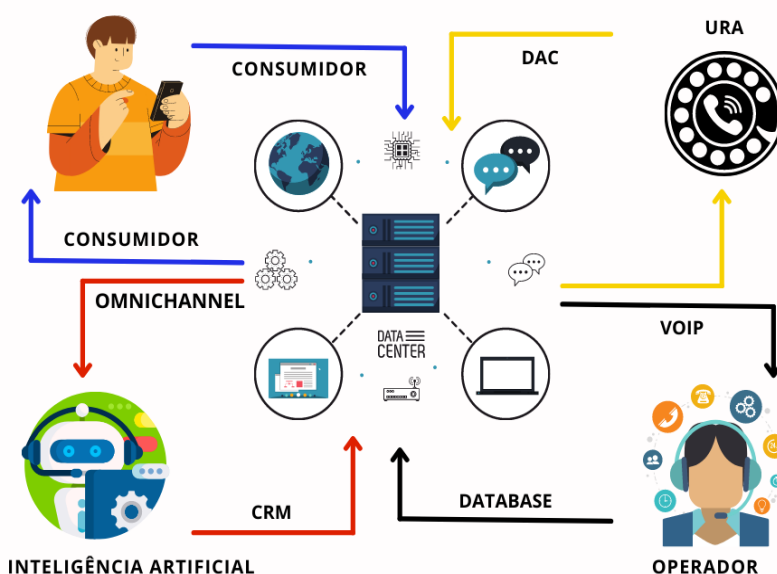 URA
DAC
CONSUMIDOR
CONSUMIDOR
OMNICHANNEL
VOIP
DATA
CENTER
DATABASE
CRM
INTELIGÊNCIA ARTIFICIAL
OPERADOR